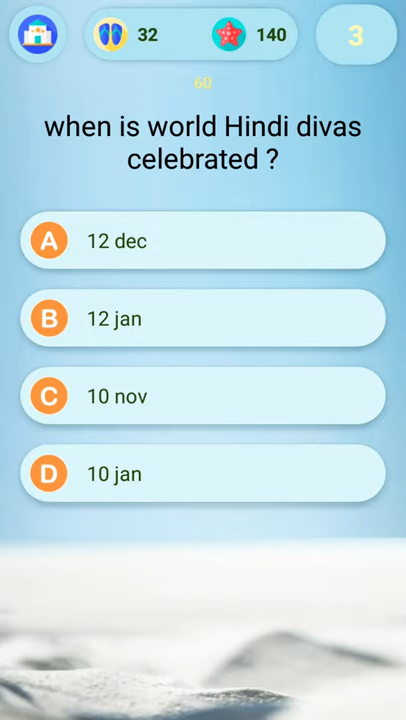 32
140
3
60
when is world Hindi divas
celebrated ?
A 12 dec
B 12 jan
C 10 nov
D 10 jan